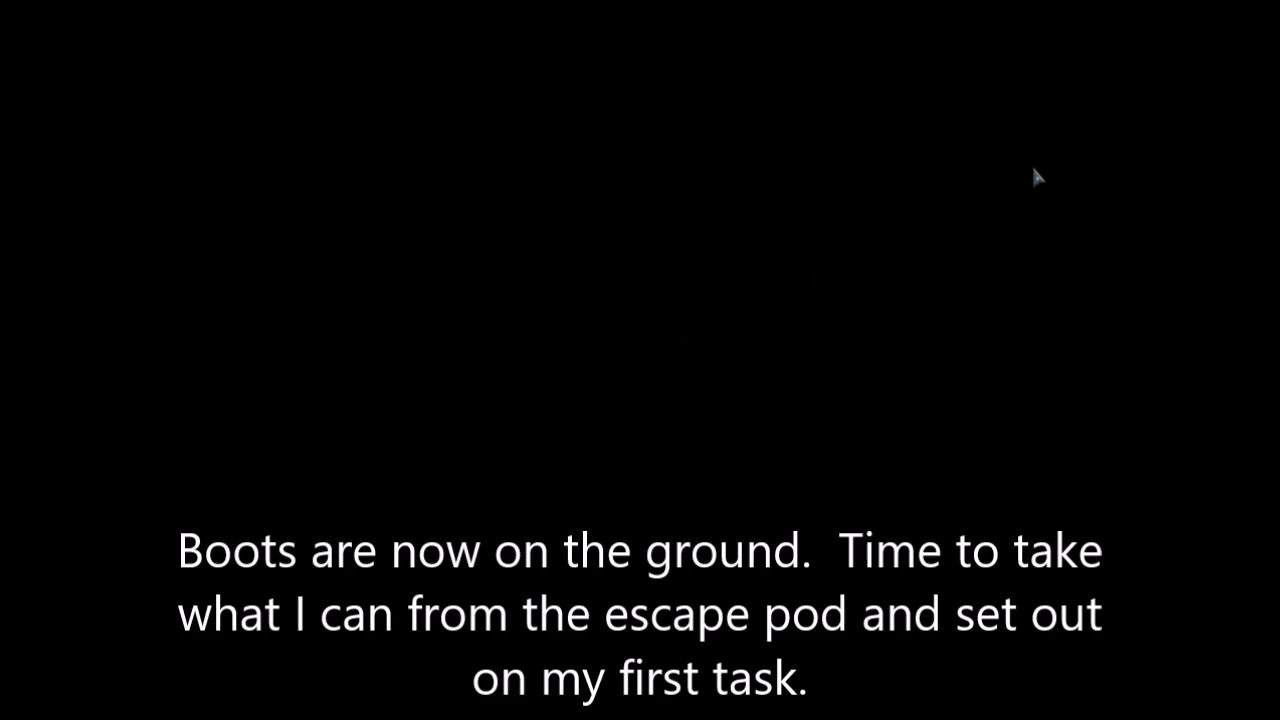 Boots are now on the ground.  Time to take
what I can from the escape pod and set out
on my first task.